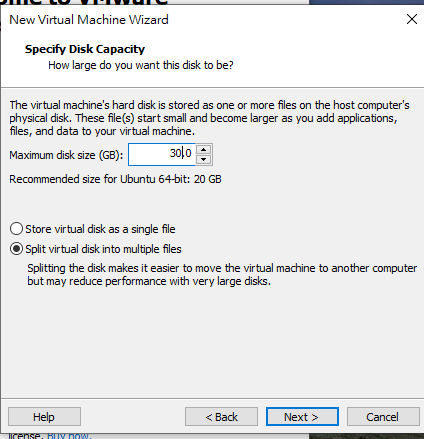 New Virtual Machine Wizard
Specify Disk Capacity
How large do you want this disk to be?
The virtual machine's hard disk is stored as one or more files on the host computer's
physical disk. These file(s) start small and become larger as you add applications,
files, and data to your virtual machine.
Maximum disk size (GB): 30.0
Recommended size for Ubuntu 64-bit: 20 GB
Store virtual disk as a single file
Split virtual disk into multiple files
Splitting the disk makes it easier to move the virtual machine to another computer
but may reduce performance with very large disks.
Help < Back Next > Cancel
license. Buy now.